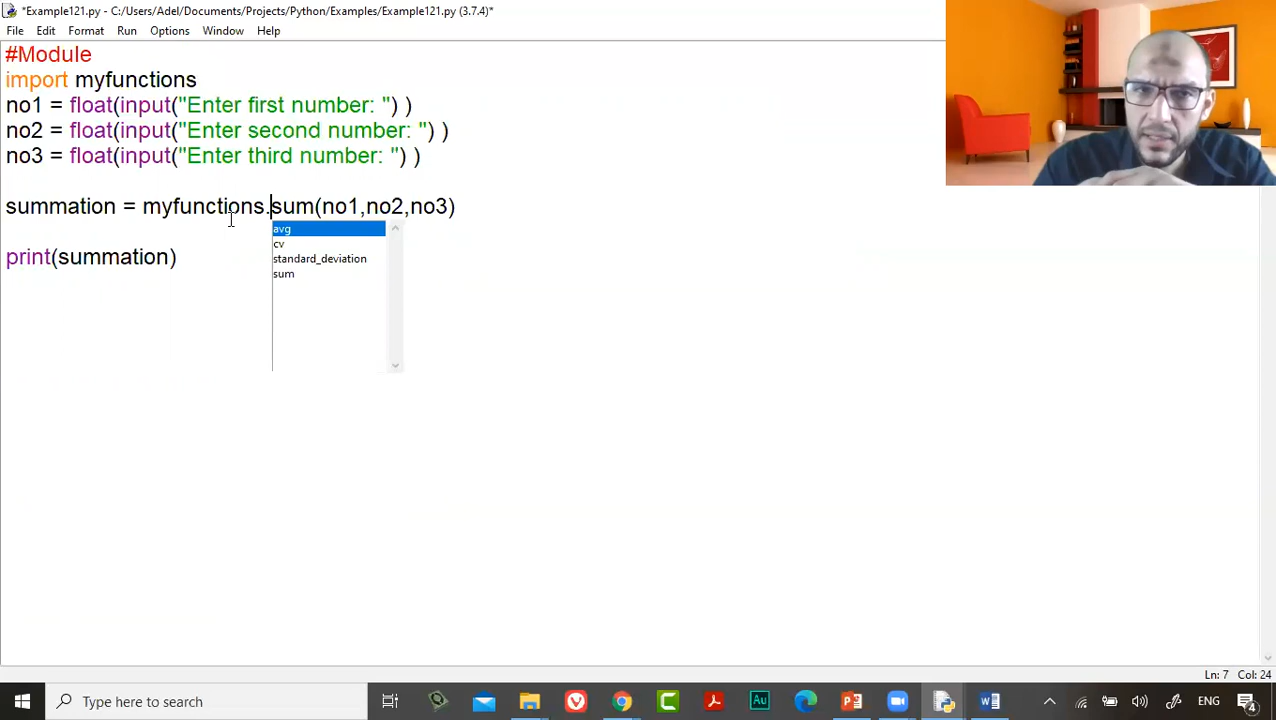 *Example121.py - C:/Users/Adel/Documents/Projects/Python/Examples/Example121.py (3.7.4)*
File Edit Format Run Options Window Help
#Module
import myfunctions
no1 = float(input("Enter first number: ") )
no2 = float(input("Enter second number: ") )
no3 = float(input("Enter third number: ") )
summation = myfunctions.sum(no1,no2,no3)
avg
cv
standard_deviation
sum
print(summation)
Ln: 7 Col: 24
Type here to search
Au
ENG
4